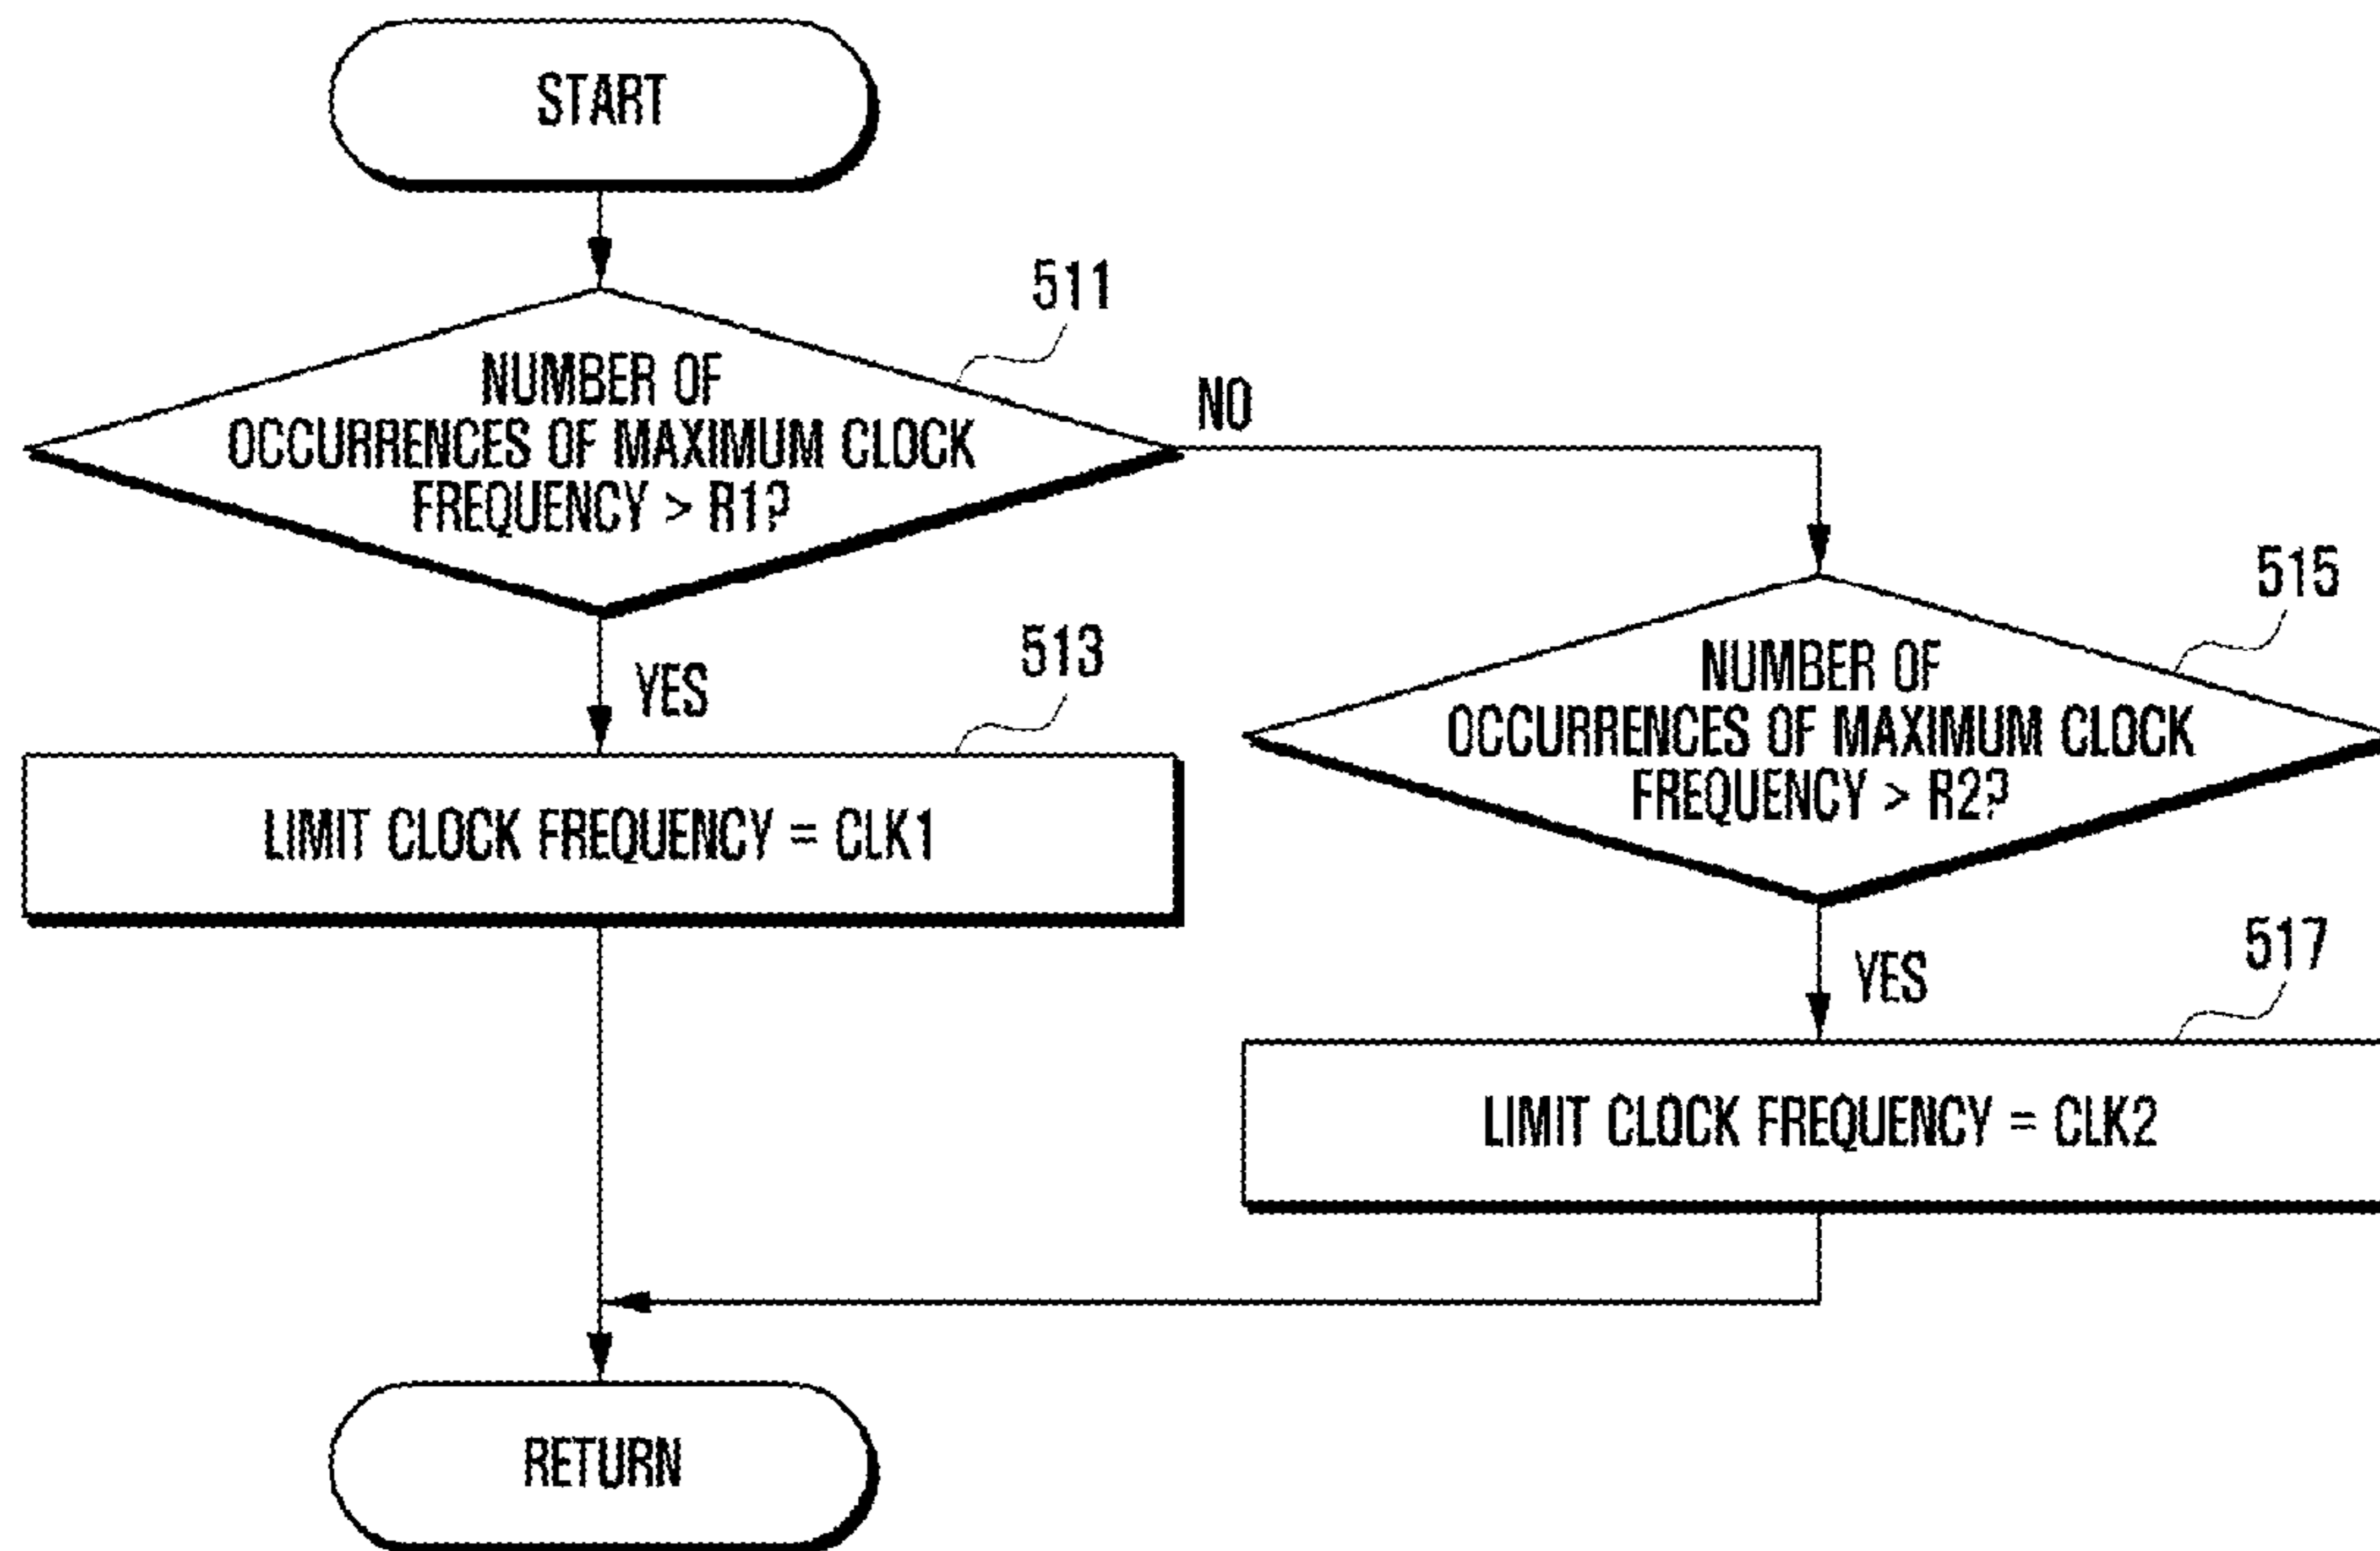 START
511
NUMBER OF
OCCURRENCES OF MAXIMUM CLOCK
FREQUENCY > R1?
NO
YES
513
LIMIT CLOCK FREQUENCY = CLK1
515
NUMBER OF
OCCURRENCES OF MAXIMUM CLOCK
FREQUENCY > R2?
YES
517
LIMIT CLOCK FREQUENCY = CLK2
RETURN